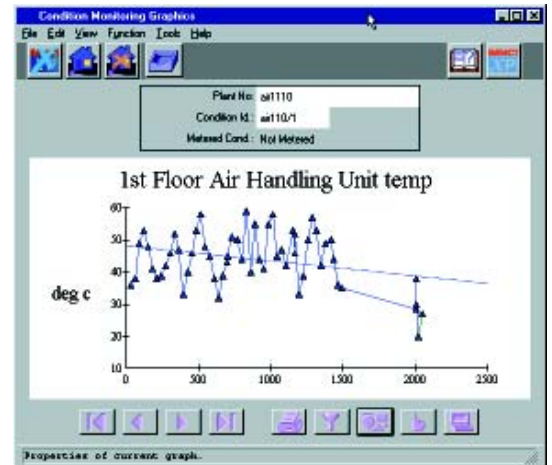 Condition Monitoring Graphics
File Edit View Function Tools Help
Plant No: air1110
Condition Id.: air110/1
Metered Cond.: Not Metered
1st Floor Air Handling Unit temp
deg c
60
50
40
30
20
10
0 500 1000 1500 2000 2500
Properties of current graph.